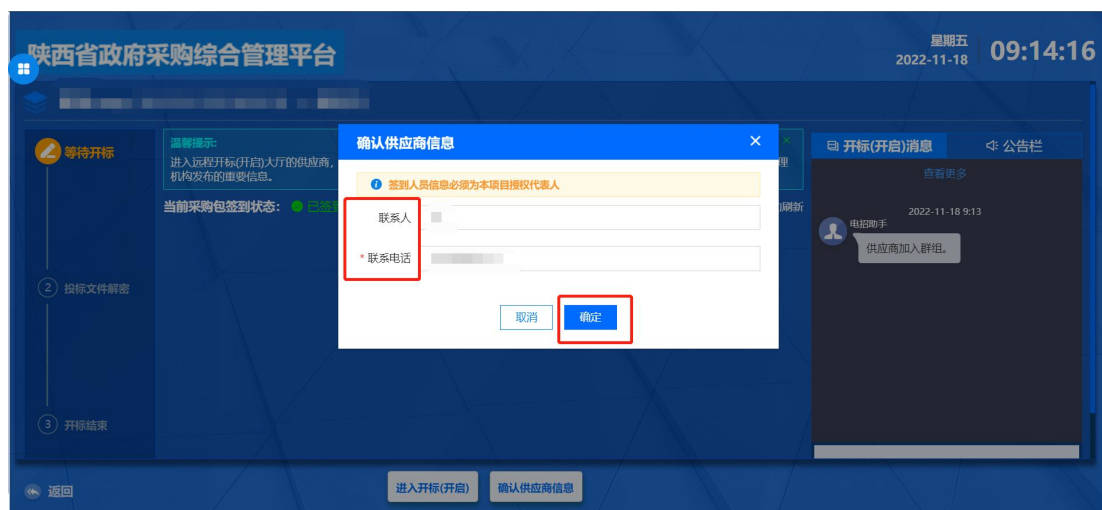 陕西省政府采购综合管理平台
星期五
2022-11-18
09:14:16
等待开标
2 投标文件解密
3 开标结束
温馨提示:
进入远程开标(开启)大厅的供应商,
理
机构发布的重要信息。
当前采购包签到状态: 已签
刷新
确认供应商信息
签到人员信息必须为本项目授权代表人
联系人
* 联系电话
取消
确定
开标(开启)消息
公告栏
查看更多
2022-11-18 9:13
电招助手
供应商加入群组。
返回
进入开标(开启)
确认供应商信息